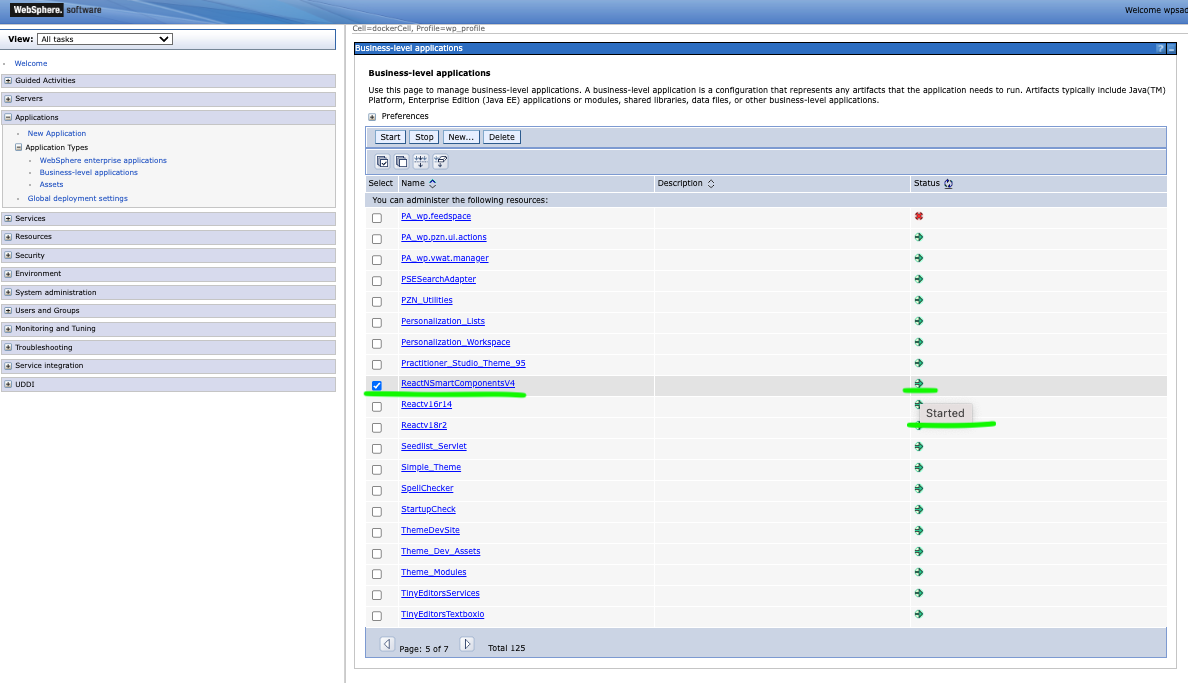 WebSphere. software
Welcome wpsad
View: All tasks
Cell=dockerCell, Profile=wp_profile
Welcome
Guided Activities
Servers
Applications
New Application
Application Types
WebSphere enterprise applications
Business-level applications
Assets
Global deployment settings
Services
Resources
Security
Environment
System administration
Users and Groups
Monitoring and Tuning
Troubleshooting
Service integration
UDDI
Business-level applications ? _
Business-level applications
Use this page to manage business-level applications. A business-level application is a configuration that represents any artifacts that the application needs to run. Artifacts typically include Java(TM)
Platform, Enterprise Edition (Java EE) applications or modules, shared libraries, data files, or other business-level applications.
Preferences
Start Stop New... Delete
Select Name Description Status
You can administer the following resources:
PA_wp.feedspace
PA_wp.pzn.ui.actions
PA_wp.vwat.manager
PSESearchAdapter
PZN_Utilities
Personalization_Lists
Personalization_Workspace
Practitioner_Studio_Theme_95
ReactNSmartComponentsV4
Reactv16r14
Started
Reactv18r2
Seedlist_Servlet
Simple_Theme
SpellChecker
StartupCheck
ThemeDevSite
Theme_Dev_Assets
Theme_Modules
TinyEditorsServices
TinyEditorsTextboxio
Page: 5 of 7 Total 125